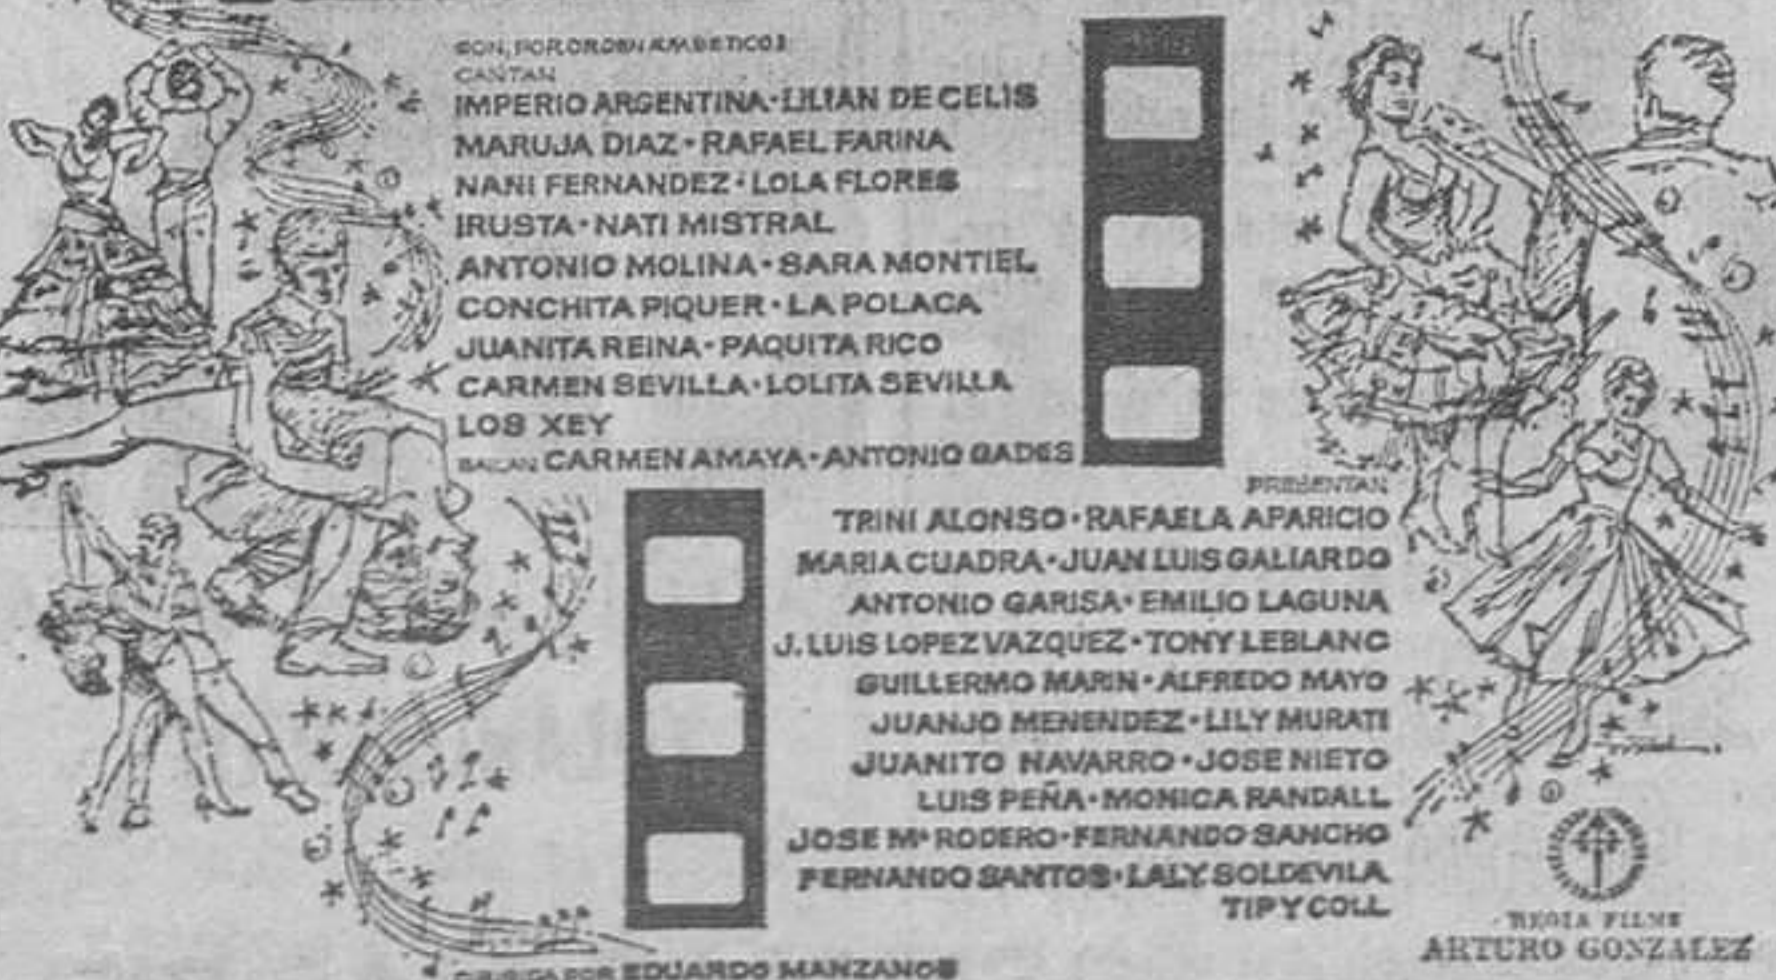 CON, POR ORDEN ALFABETICO:
CANTAN
IMPERIO ARGENTINA·LILIAN DE CELIS
MARUJA DIAZ·RAFAEL FARINA
NANI FERNANDEZ·LOLA FLORES
IRUSTA·NATI MISTRAL
ANTONIO MOLINA·SARA MONTIEL
CONCHITA PIQUER·LA POLACA
JUANITA REINA·PAQUITA RICO
CARMEN SEVILLA·LOLITA SEVILLA
LOS XEY
BAILAN CARMEN AMAYA·ANTONIO GADES
PRESENTAN
TRINI ALONSO·RAFAELA APARICIO
MARIA CUADRA·JUAN LUIS GALIARDO
ANTONIO GARISA·EMILIO LAGUNA
J. LUIS LOPEZ VAZQUEZ·TONY LEBLANC
GUILLERMO MARIN·ALFREDO MAYO
JUANJO MENENDEZ·LILY MURATI
JUANITO NAVARRO·JOSE NIETO
LUIS PEÑA·MONICA RANDALL
JOSE Mª RODERO·FERNANDO SANCHO
FERNANDO SANTOS·LALY SOLDEVILA
TIP Y COLL
DIRIGIDA POR EDUARDO MANZANOS
REGIA FILMS
ARTURO GONZALEZ